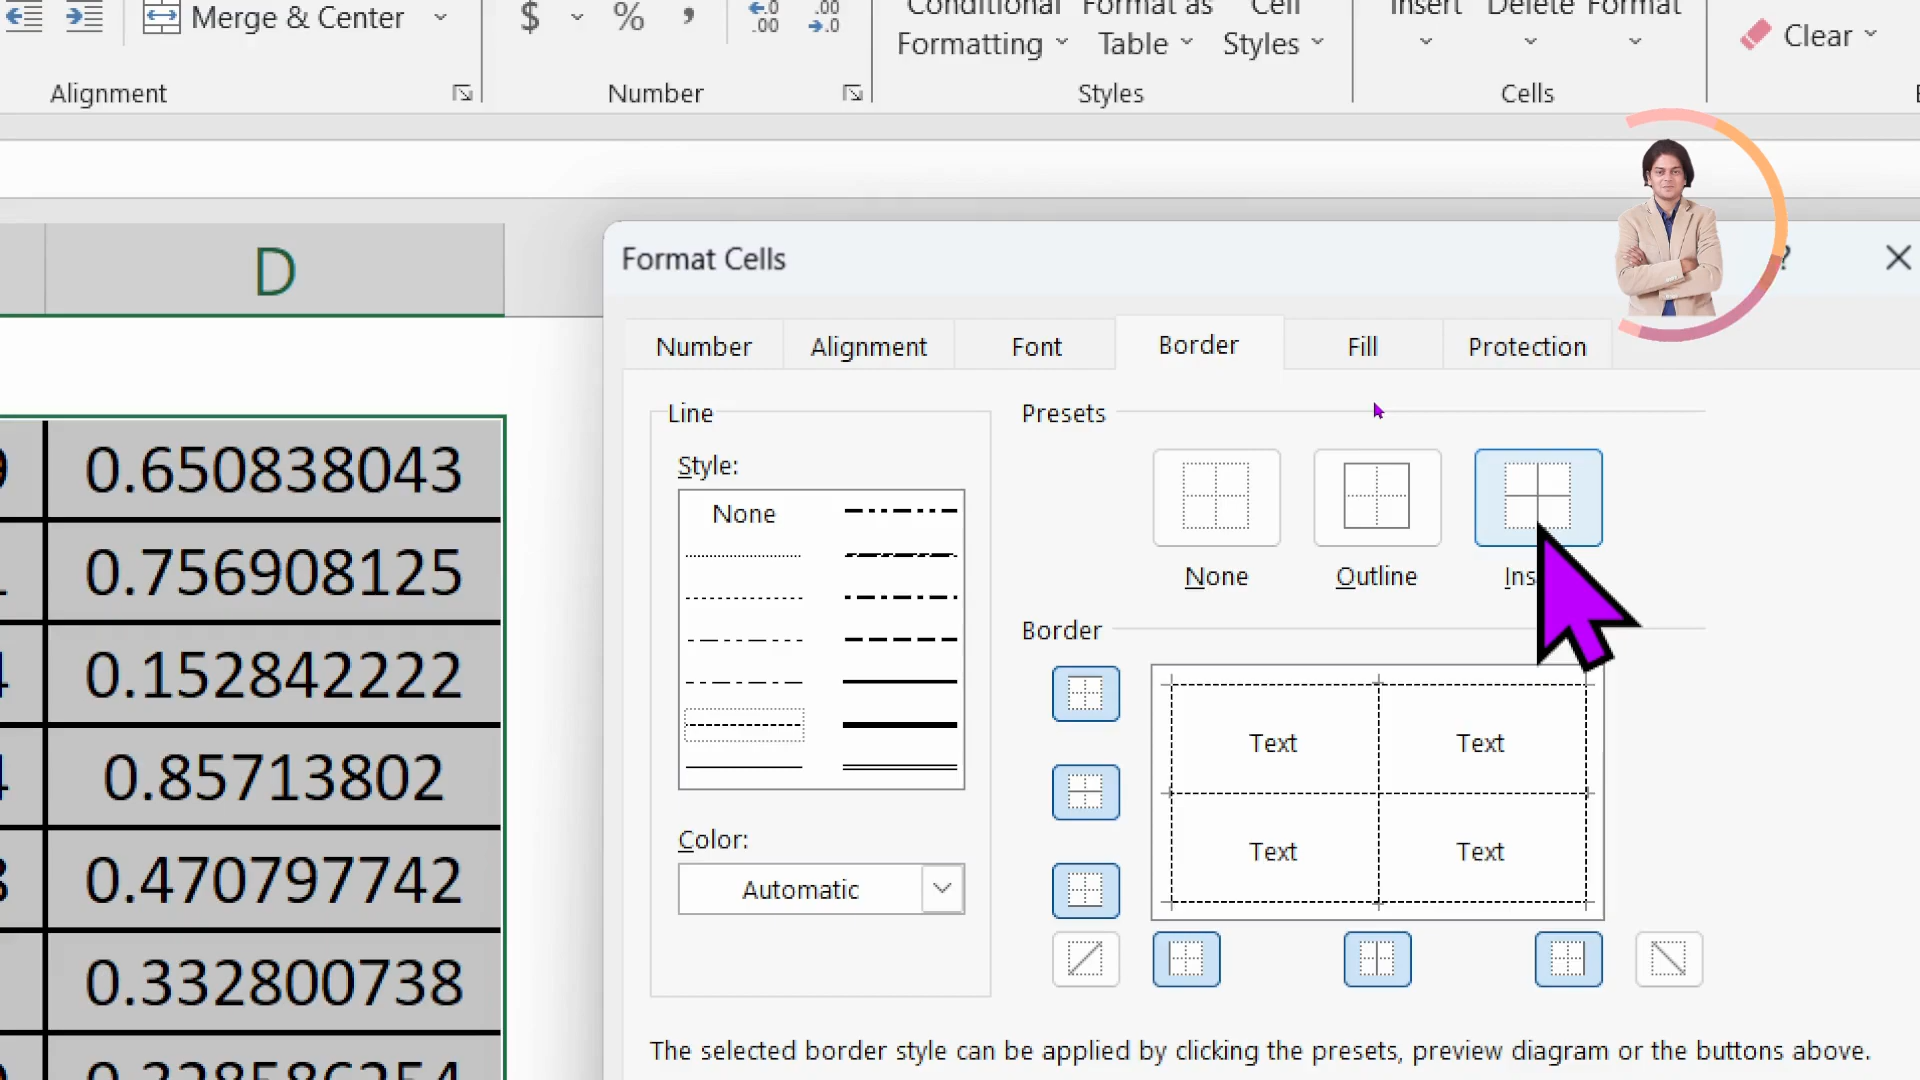 Merge & Center
$ % ,
Conditional Formatting
Format as Table
Cell Styles
Insert Delete Format
Clear
Alignment
Number
Styles
Cells
D
0.650838043
0.756908125
0.152842222
0.85713802
0.470797742
0.332800738
0.328586254
Format Cells
?
Number
Alignment
Font
Border
Fill
Protection
Line
Style:
None
Color:
Automatic
Presets
None
Outline
Border
Text
Text
Text
Text
The selected border style can be applied by clicking the presets, preview diagram or the buttons above.